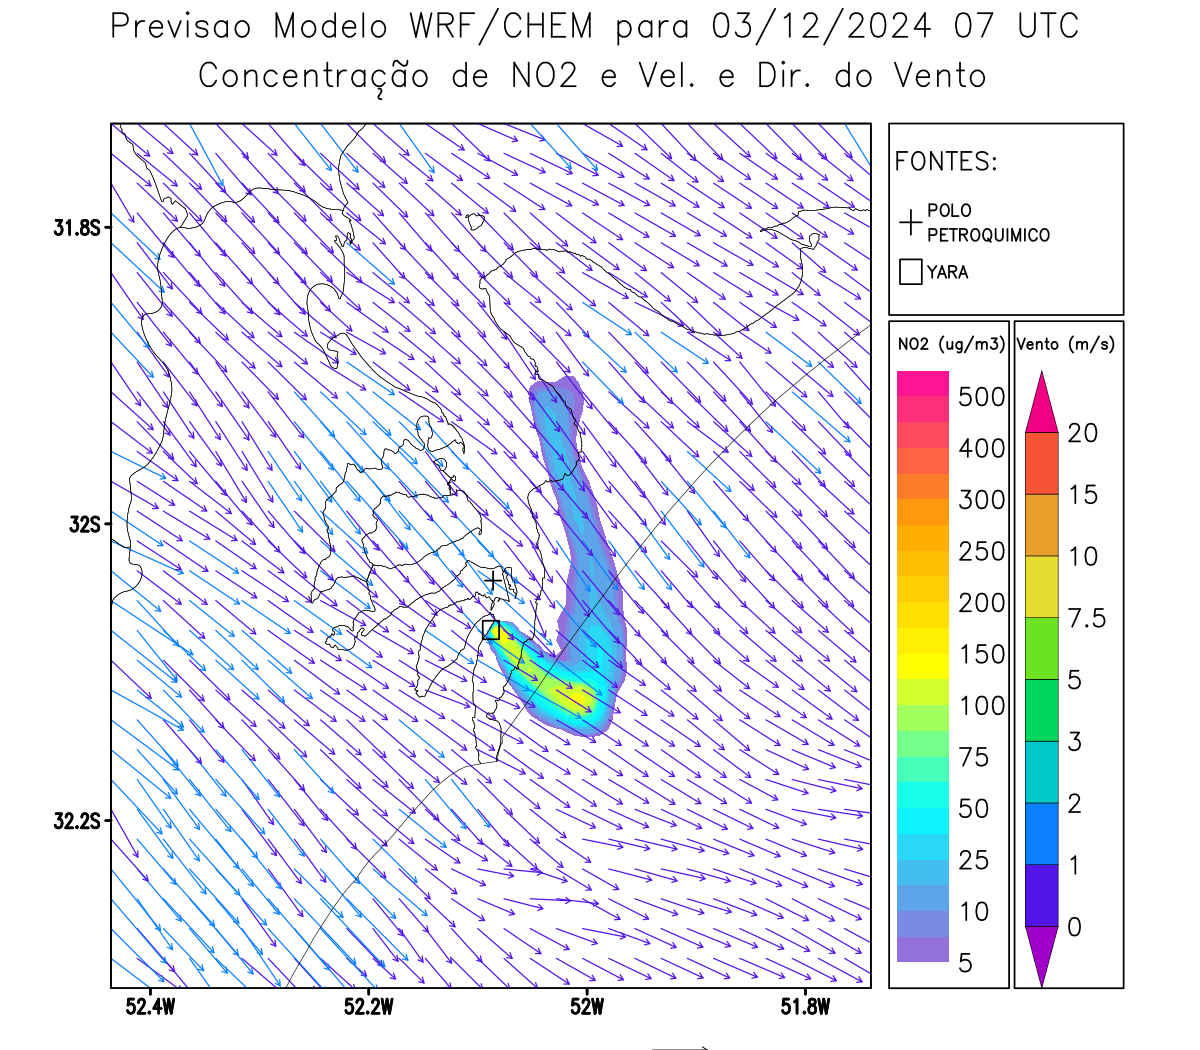 Previsao Modelo WRF/CHEM para 03/12/2024 07 UTC
Concentração de NO2 e Vel. e Dir. do Vento
FONTES:
POLO
PETROQUIMICO
YARA
31.8S
32S
32.2S
52.4W
52.2W
52W
51.8W
NO2 (ug/m3)
500
400
300
250
200
150
100
75
50
25
10
5
Vento (m/s)
20
15
10
7.5
5
3
2
1
0